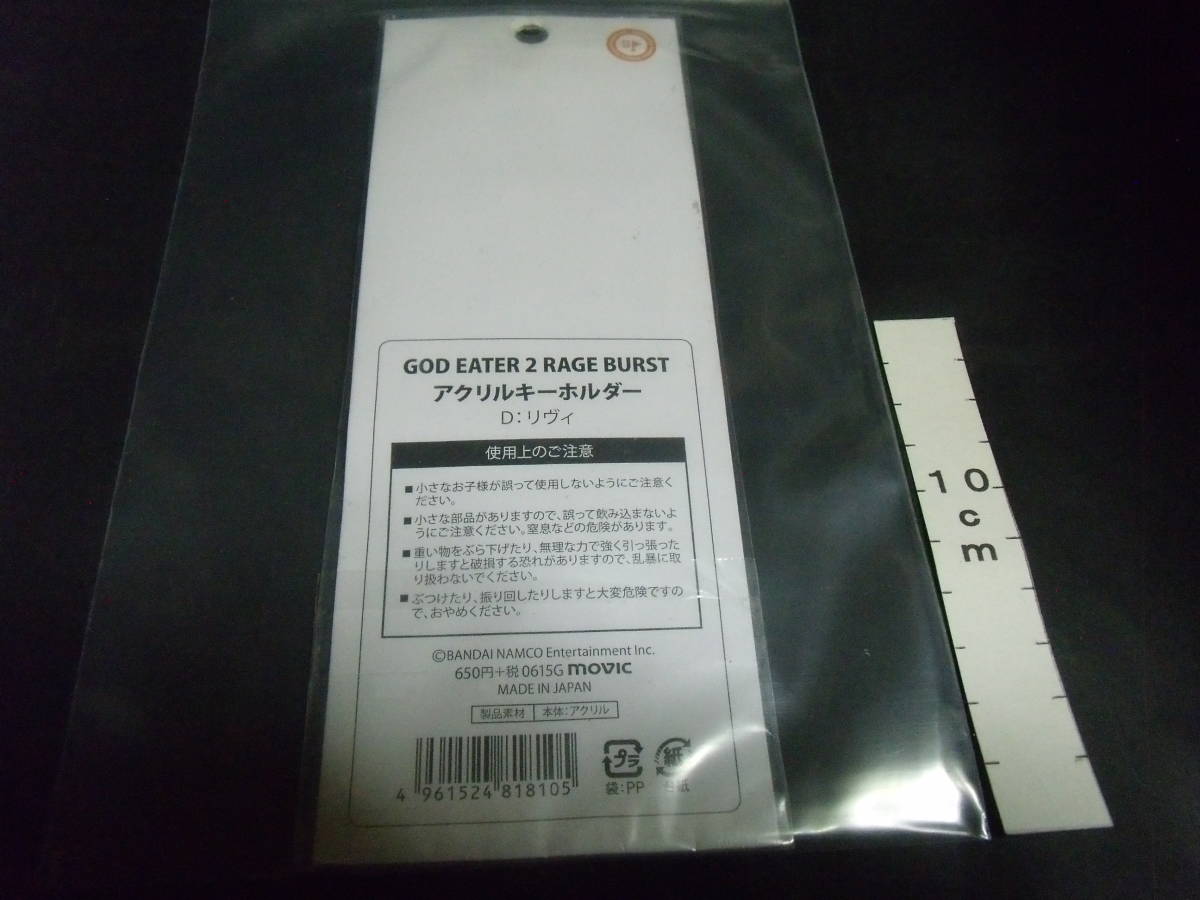 GOD EATER 2 RAGE BURST
アクリルキーホルダー
D：リヴィ
使用上のご注意
■小さなお子様が誤って使用しないようにご注意く
ださい。
■小さな部品がありますので、誤って飲み込まないよ
うにご注意ください。窒息などの危険があります。
■重い物をぶら下げたり、無理な力で強く引っ張った
りしますと破損する恐れがありますので、乱暴に取
り扱わないでください。
■ぶつけたり、振り回したりしますと大変危険ですの
で、おやめください。
©BANDAI NAMCO Entertainment Inc.
650円+税 0615G movic
MADE IN JAPAN
製品素材 本体：アクリル
4 961524 818105
プラ 紙
袋：PP
10
cm